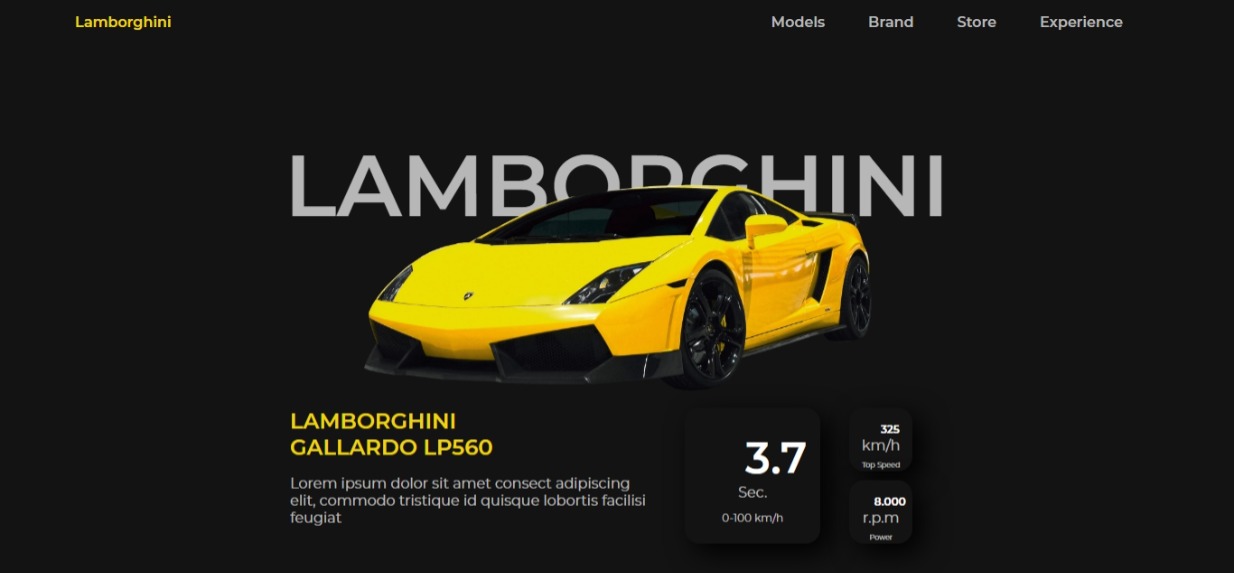 Lamborghini
Models Brand Store Experience
LAMBORGHINI
LAMBORGHINI
GALLARDO LP560
Lorem ipsum dolor sit amet consect adipiscing
elit, commodo tristique id quisque lobortis facilisi
feugiat
3.7
Sec.
0-100 km/h
325
km/h
Top Speed
8.000
r.p.m
Power